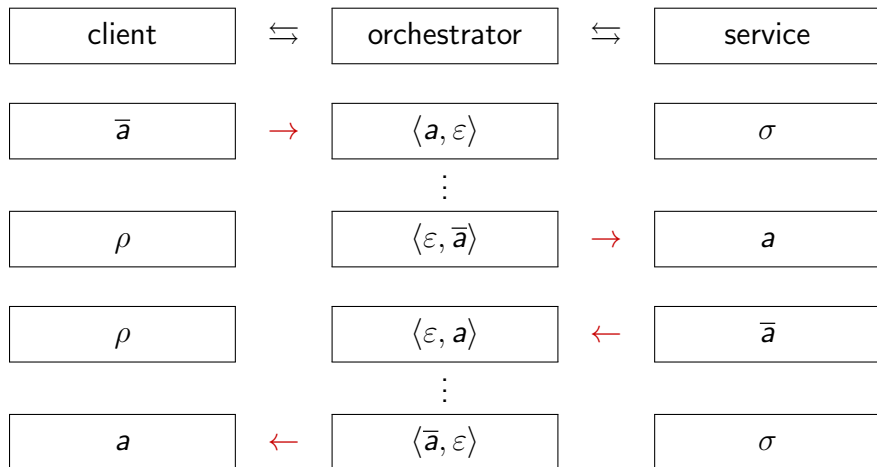 client ⇆ orchestrator ⇆ service
a̅ → ⟨a, ε⟩ σ
⋮
ρ ⟨ε, a̅⟩ → a
ρ ⟨ε, a⟩ ← a̅
⋮
a ← ⟨a̅, ε⟩ σ